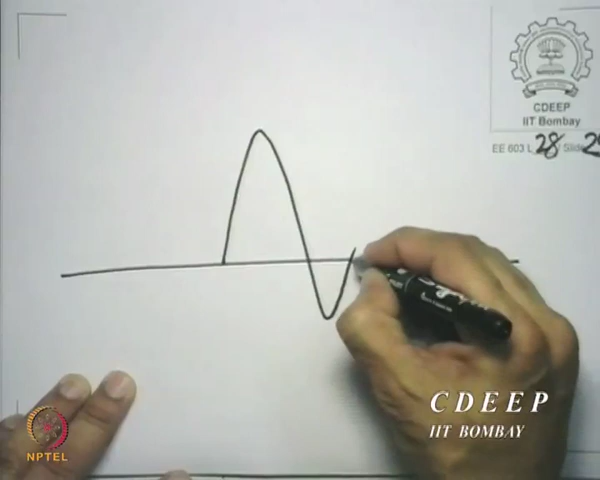 CDEEP
IIT Bombay
EE 603 L 28 Slide
C D E E P
IIT BOMBAY
NPTEL